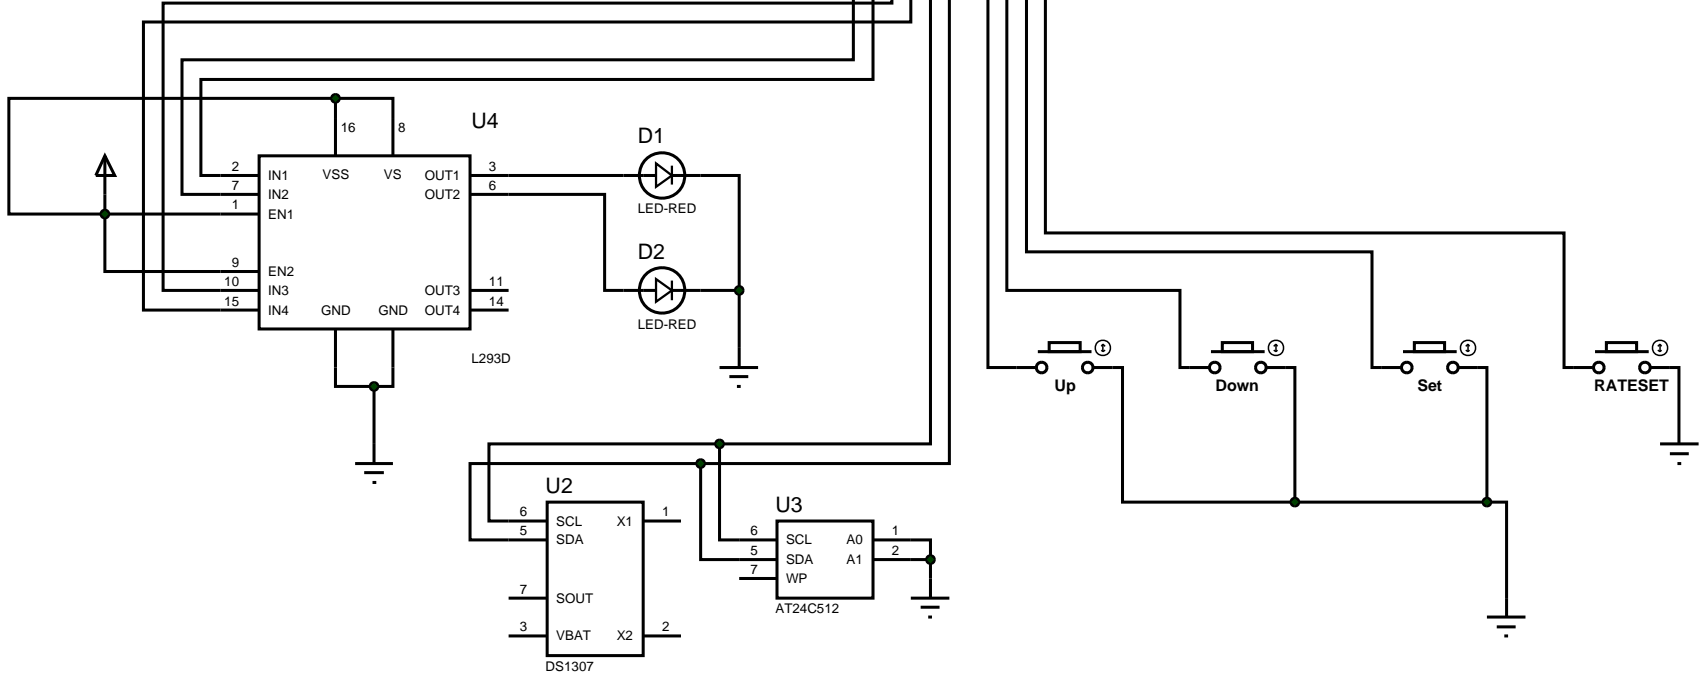 U4
16 8
2 IN1 VSS VS OUT1 3
7 IN2 OUT2 6
1 EN1
9 EN2
10 IN3 OUT3 11
15 IN4 GND GND OUT4 14
L293D
D1
LED-RED
D2
LED-RED
Up
Down
Set
RATESET
U2
6 SCL X1 1
5 SDA
7 SOUT
3 VBAT X2 2
DS1307
U3
6 SCL A0 1
5 SDA A1 2
7 WP
AT24C512